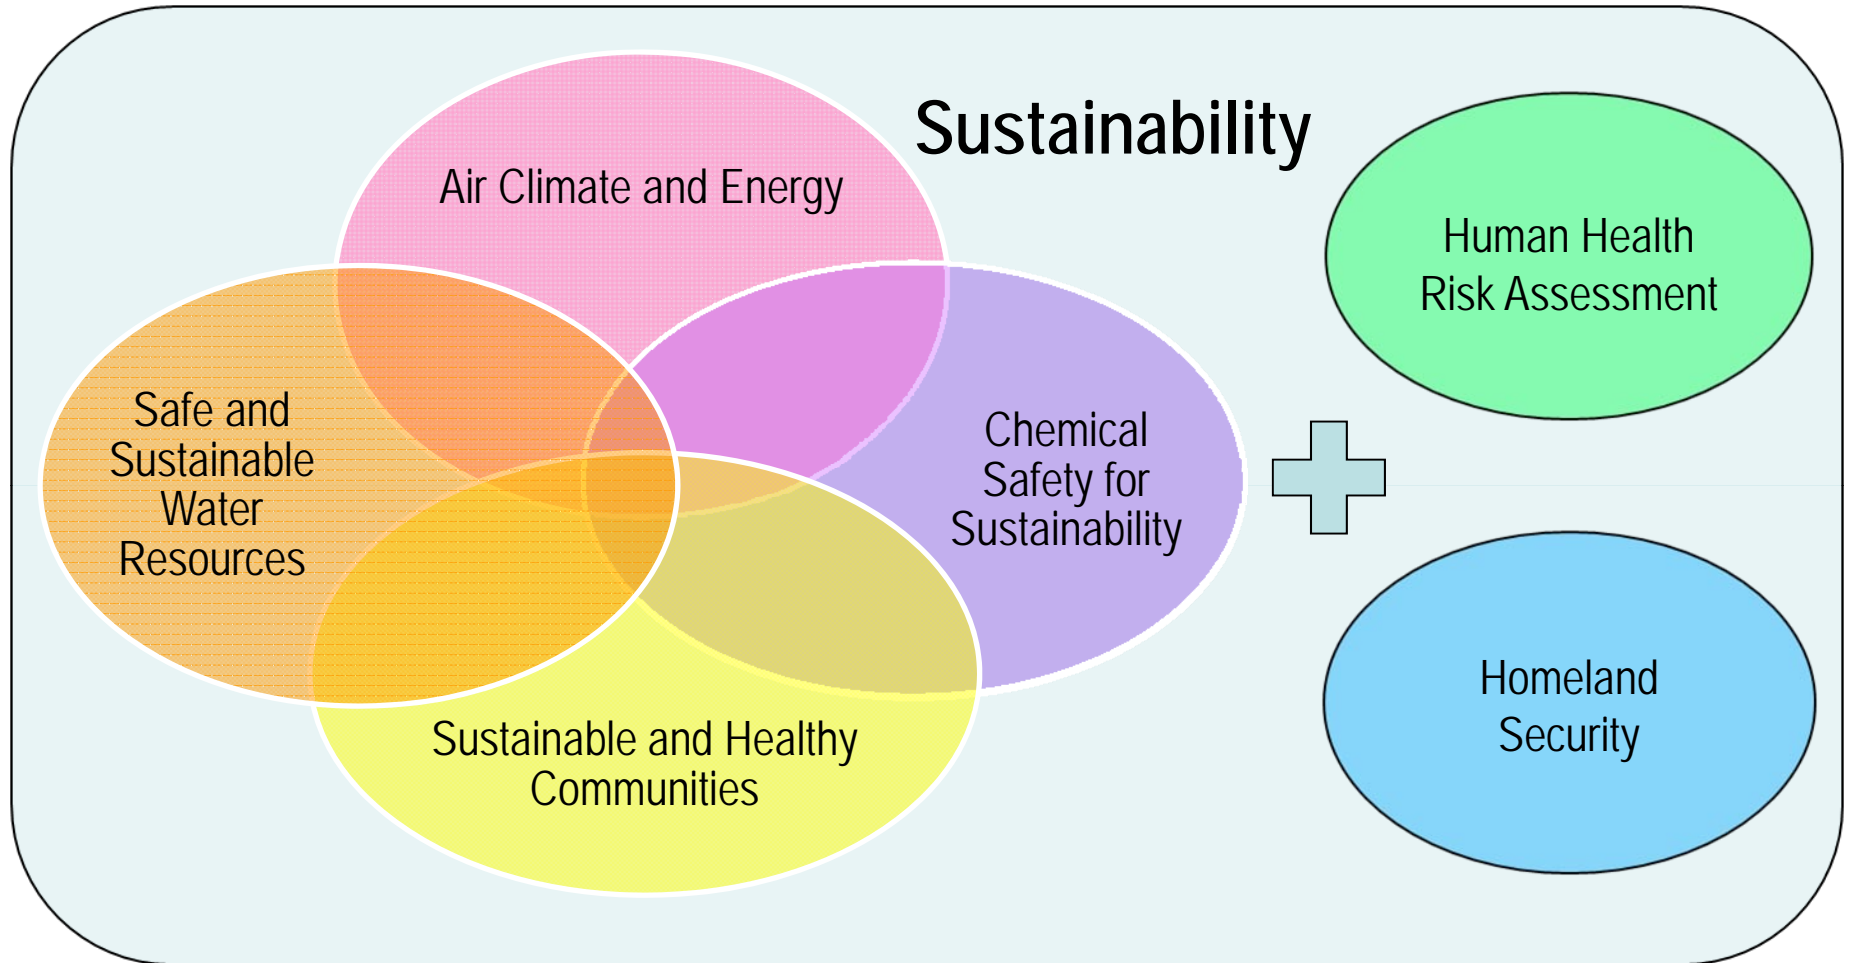 Sustainability
Air Climate and Energy
Safe and
Sustainable
Water
Resources
Chemical
Safety for
Sustainability
Sustainable and Healthy
Communities
Human Health
Risk Assessment
Homeland
Security